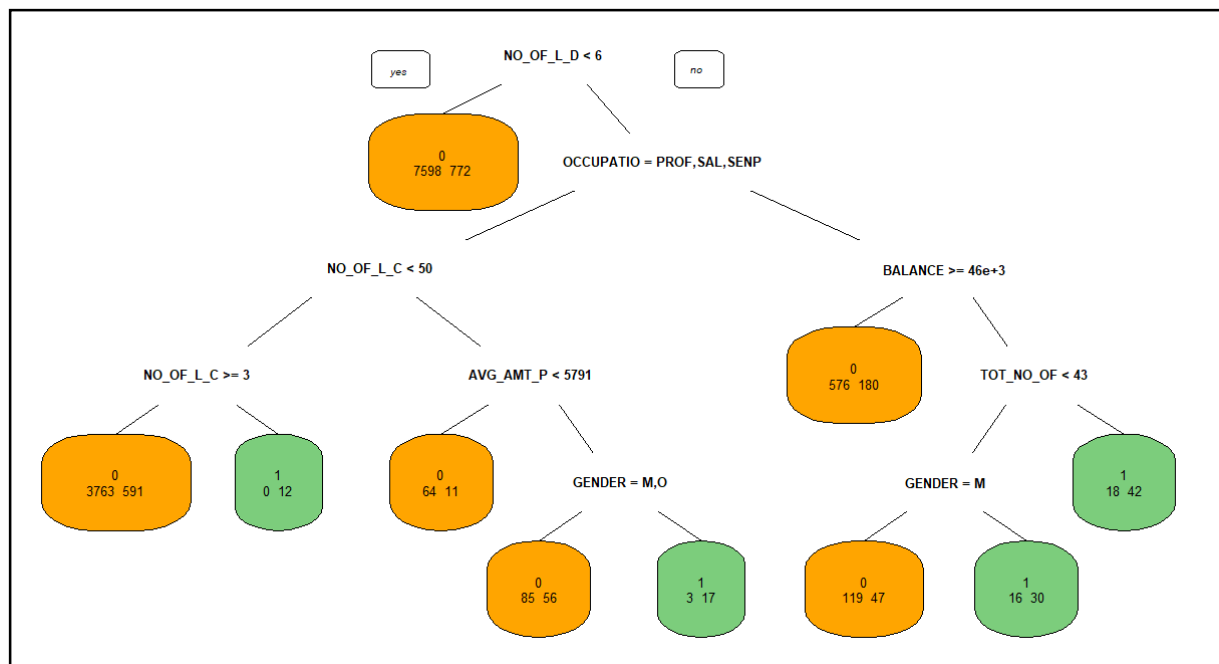 NO_OF_L_D < 6
yes
no
0
7598 772
OCCUPATIO = PROF,SAL,SENP
NO_OF_L_C < 50
BALANCE >= 46e+3
NO_OF_L_C >= 3
AVG_AMT_P < 5791
0
576 180
TOT_NO_OF < 43
0
3763 591
1
0 12
0
64 11
GENDER = M,O
GENDER = M
1
18 42
0
85 56
1
3 17
0
119 47
1
16 30